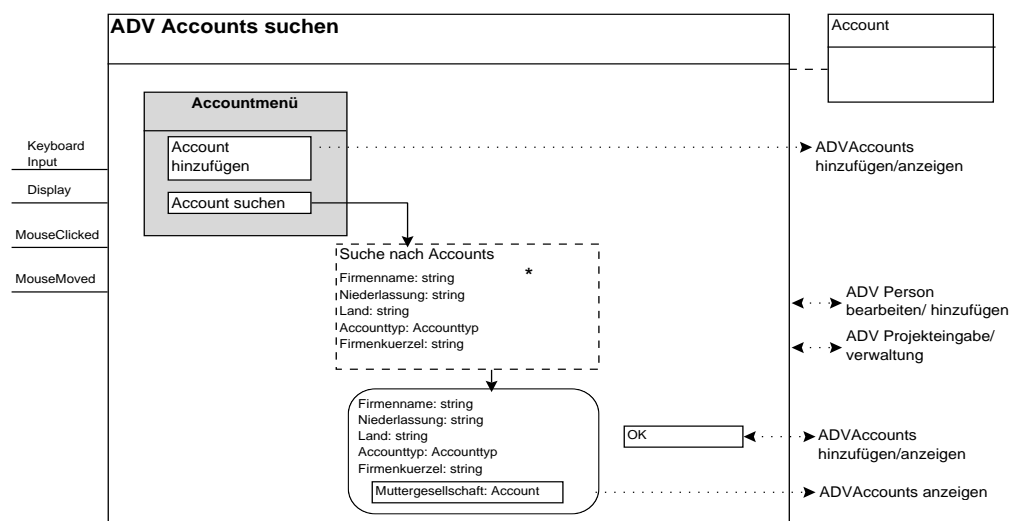 ADV Accounts suchen
Account
Accountmenü
Account
hinzufügen
Account suchen
Keyboard
Input
Display
MouseClicked
MouseMoved
ADVAccounts
hinzufügen/anzeigen
Suche nach Accounts
*
Firmenname: string
Niederlassung: string
Land: string
Accounttyp: Accounttyp
Firmenkuerzel: string
ADV Person
bearbeiten/ hinzufügen
ADV Projekteingabe/
verwaltung
Firmenname: string
Niederlassung: string
Land: string
Accounttyp: Accounttyp
Firmenkuerzel: string
Muttergesellschaft: Account
OK
ADVAccounts
hinzufügen/anzeigen
ADVAccounts anzeigen